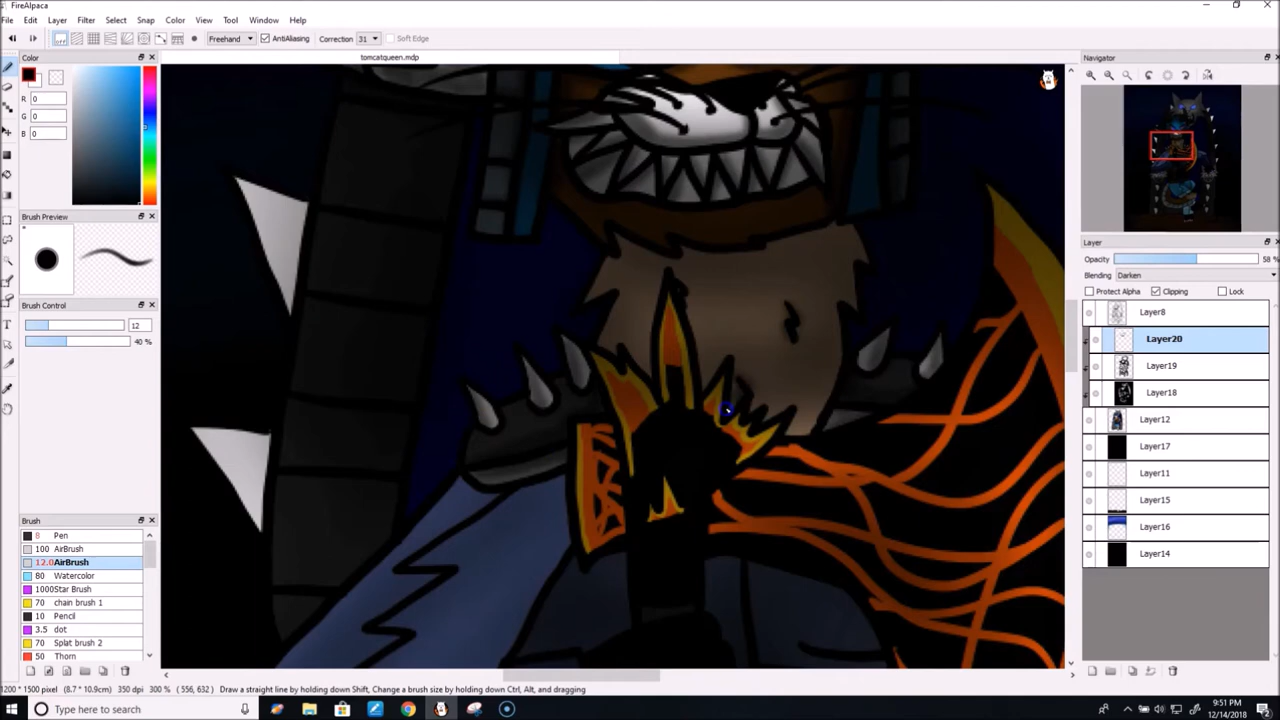 FireAlpaca
File Edit Layer Filter Select Snap Color View Tool Window Help
OFF Freehand AntiAliasing Correction 31 Soft Edge
Color
tomcatqueen.mdp
Navigator
R 0
G 0
B 0
Brush Preview
Brush Control
12
40 %
Layer
Opacity 58 %
Blending Darken
Protect Alpha Clipping Lock
Layer8
Layer20
Layer19
Layer18
Layer12
Layer17
Layer11
Layer15
Layer16
Layer14
Brush
8 Pen
100 AirBrush
12.0 AirBrush
80 Watercolor
1000 Star Brush
70 chain brush 1
10 Pencil
3.5 dot
70 Splat brush 2
50 Thorn
1200 * 1500 pixel (8.7 * 10.9cm) 350 dpi 300 % ( 556, 632 ) Draw a straight line by holding down Shift, Change a brush size by holding down Ctrl, Alt, and dragging
Type here to search
9:51 PM
12/14/2018